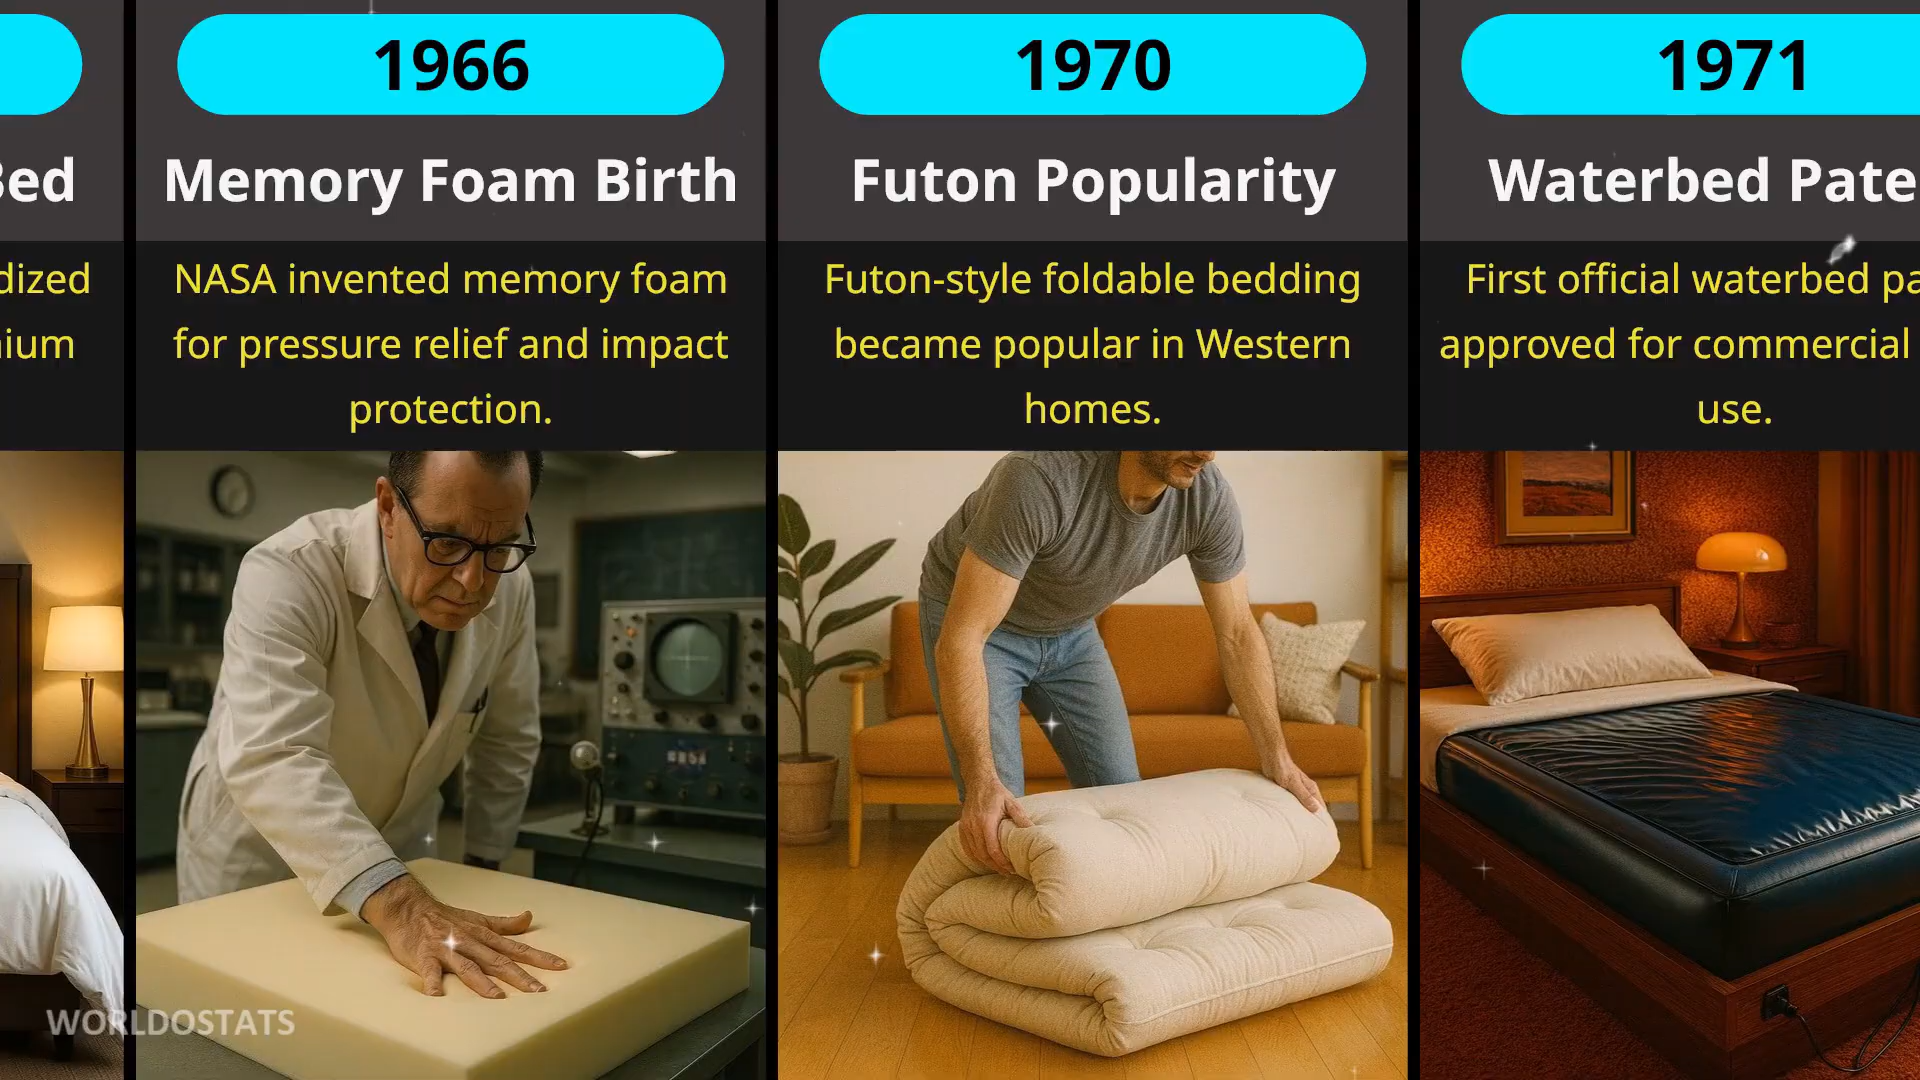 Bed
dized
nium
1966
Memory Foam Birth
NASA invented memory foam
for pressure relief and impact
protection.
1970
Futon Popularity
Futon-style foldable bedding
became popular in Western
homes.
1971
Waterbed Pate
First official waterbed pa
approved for commercial
use.
WORLDOSTATS